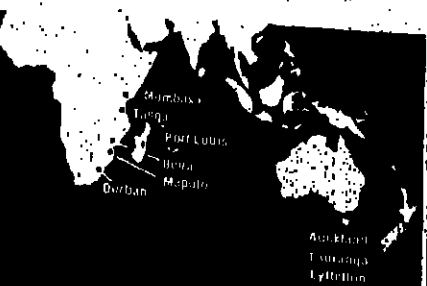 Mombasa
Tanga
Port Louis
Beira
Maputo
Durban
Auckland
Tauranga
Lyttelton